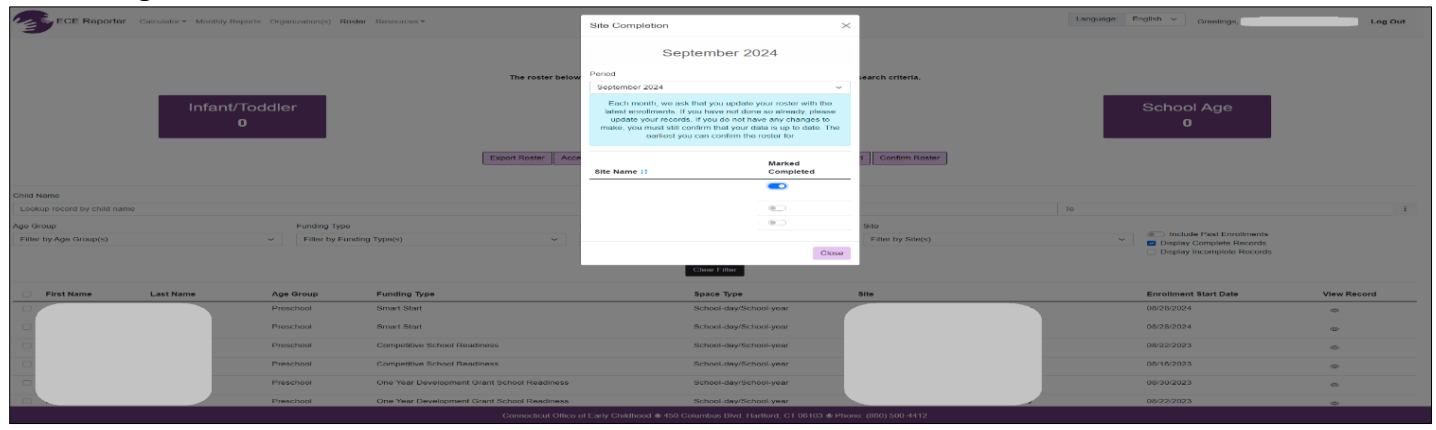 ECE Reporter Calculator Monthly Reports Organization(s) Roster Resources Language: English Greetings, Log Out
Site Completion
September 2024
The roster below
search criteria.
Period
September 2024
Each month, we ask that you update your roster with the
latest enrollments. If you have not done so already, please
update your records. If you do not have any changes to
make, you must still confirm that your data is up to date. The
earliest you can confirm the roster for
Infant/Toddler
0
School Age
0
Export Roster Acce Confirm Roster
Site Name Marked Completed
Child Name
Lookup record by child name To
Age Group Funding Type Site
Filter by Age Group(s) Filter by Funding Type(s) Filter by Site(s)
Include Past Enrollments
Display Complete Records
Display Incomplete Records
Close
Clear Filter
First Name Last Name Age Group Funding Type Space Type Site Enrollment Start Date View Record
Preschool Smart Start School-day/School-year 08/28/2024
Preschool Smart Start School-day/School-year 08/28/2024
Preschool Competitive School Readiness School-day/School-year 08/22/2023
Preschool Competitive School Readiness School-day/School-year 08/16/2023
Preschool One Year Development Grant School Readiness School-day/School-year 08/30/2023
Preschool One Year Development Grant School Readiness School-day/School-year 08/22/2023
Connecticut Office of Early Childhood 450 Columbus Blvd. Hartford, CT 06103 Phone: (860) 500-4412